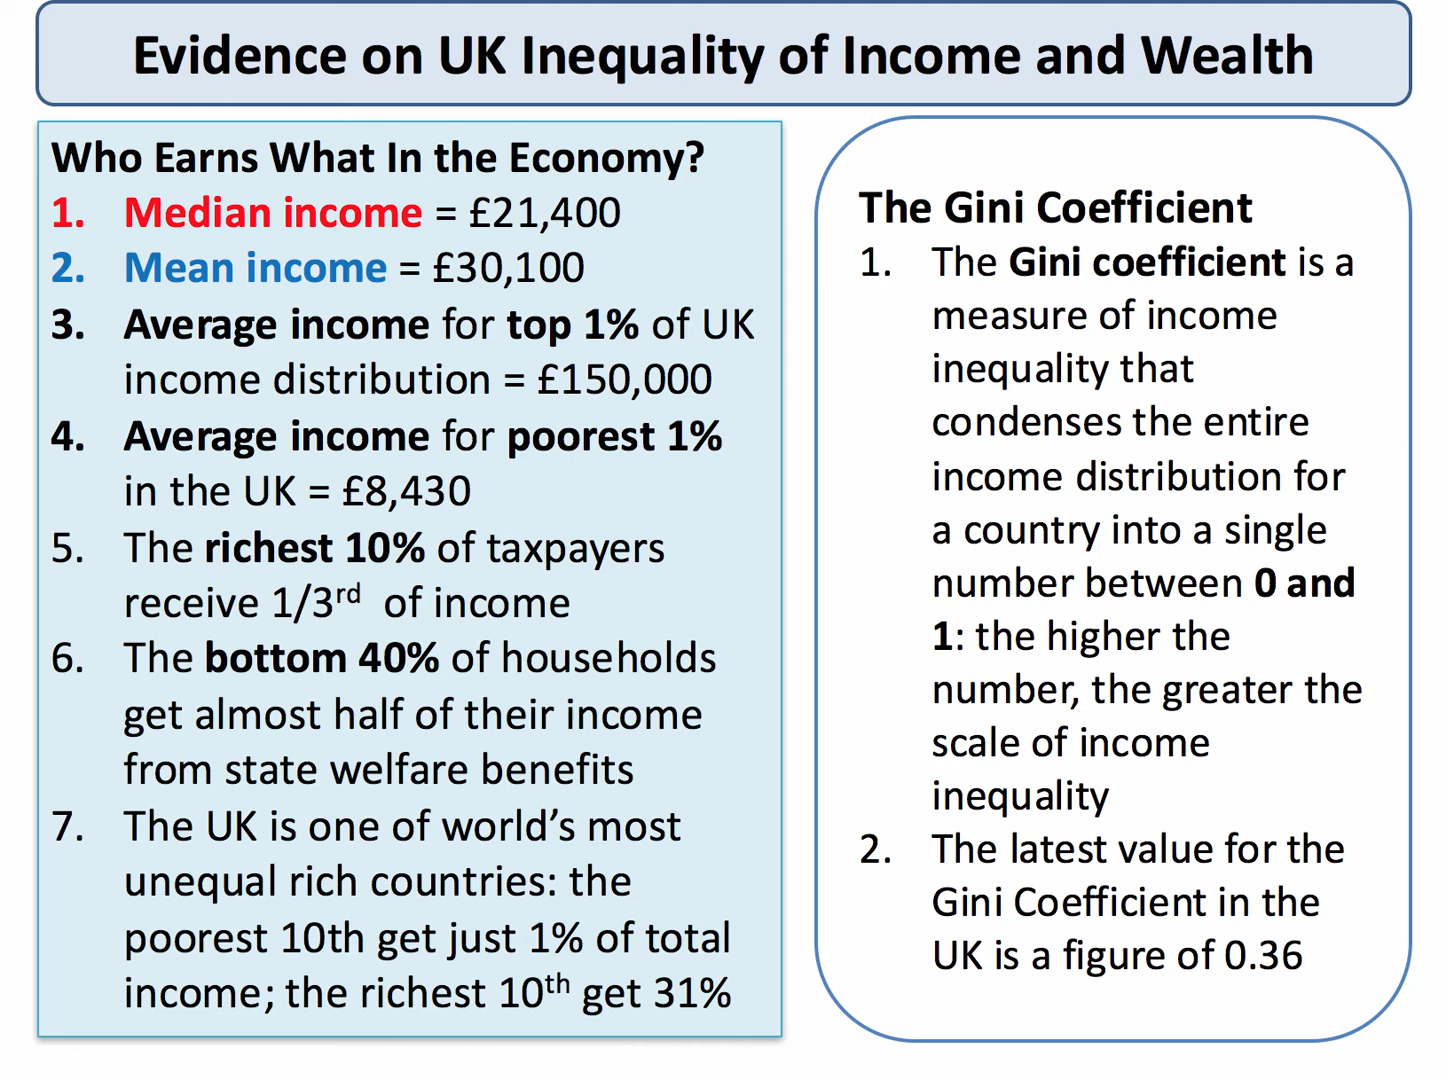 Evidence on UK Inequality of Income and Wealth
Who Earns What In the Economy?
1. Median income = £21,400
2. Mean income = £30,100
3. Average income for top 1% of UK
income distribution = £150,000
4. Average income for poorest 1%
in the UK = £8,430
5. The richest 10% of taxpayers
receive 1/3rd of income
6. The bottom 40% of households
get almost half of their income
from state welfare benefits
7. The UK is one of world's most
unequal rich countries: the
poorest 10th get just 1% of total
income; the richest 10th get 31%
The Gini Coefficient
1. The Gini coefficient is a
measure of income
inequality that
condenses the entire
income distribution for
a country into a single
number between 0 and
1: the higher the
number, the greater the
scale of income
inequality
2. The latest value for the
Gini Coefficient in the
UK is a figure of 0.36